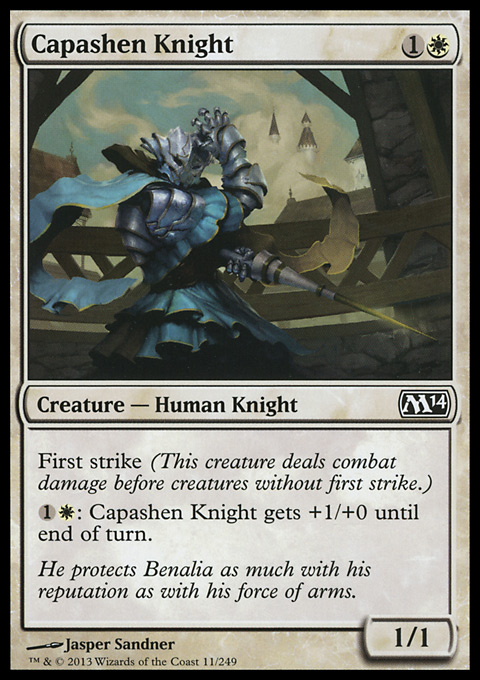 Capashen Knight 1
Creature — Human Knight M14
First strike (This creature deals combat
damage before creatures without first strike.)
1: Capashen Knight gets +1/+0 until
end of turn.
He protects Benalia as much with his
reputation as with his force of arms.
Jasper Sandner
1/1
™ & © 2013 Wizards of the Coast 11/249